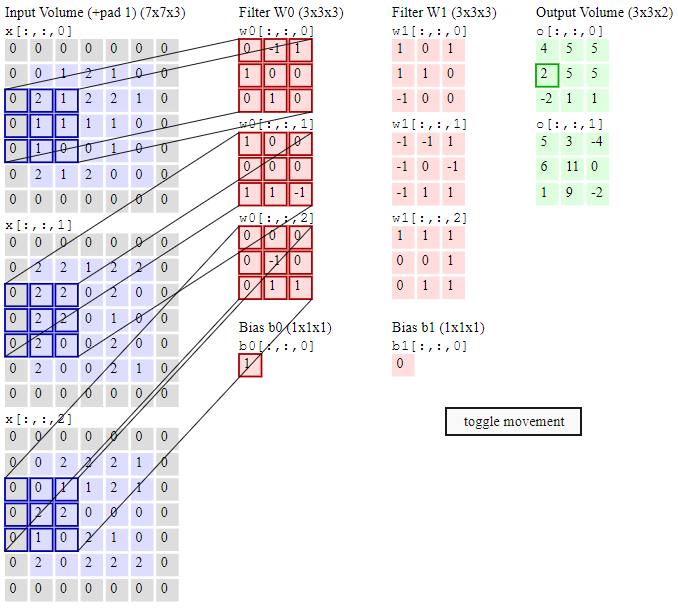 Input Volume (+pad 1) (7x7x3)
x[:,:,0]
0 0 0 0 0 0 0
0 0 1 2 1 0 0
0 2 1 2 2 1 0
0 1 1 1 1 0 0
0 1 0 0 1 0 0
0 2 1 2 0 0 0
0 0 0 0 0 0 0
x[:,:,1]
0 0 0 0 0 0 0
0 2 2 1 2 2 0
0 2 2 0 2 0 0
0 2 2 0 1 0 0
0 2 0 0 2 0 0
0 2 0 0 2 1 0
0 0 0 0 0 0 0
x[:,:,2]
0 0 0 0 0 0 0
0 0 2 2 2 1 0
0 0 1 1 2 1 0
0 2 2 0 0 0 0
0 1 0 2 1 0 0
0 2 0 2 2 2 0
0 0 0 0 0 0 0
Filter W0 (3x3x3)
w0[:,:,0]
0 -1 1
1 0 0
0 1 0
w0[:,:,1]
1 0 0
0 0 0
1 1 -1
w0[:,:,2]
0 0 0
0 -1 0
0 1 1
Bias b0 (1x1x1)
b0[:,:,0]
1
Filter W1 (3x3x3)
w1[:,:,0]
1 0 1
1 1 0
-1 0 0
w1[:,:,1]
-1 -1 1
-1 0 -1
-1 1 1
w1[:,:,2]
1 1 1
0 0 1
0 1 1
Bias b1 (1x1x1)
b1[:,:,0]
0
Output Volume (3x3x2)
o[:,:,0]
4 5 5
2 5 5
-2 1 1
o[:,:,1]
5 3 -4
6 11 0
1 9 -2
toggle movement